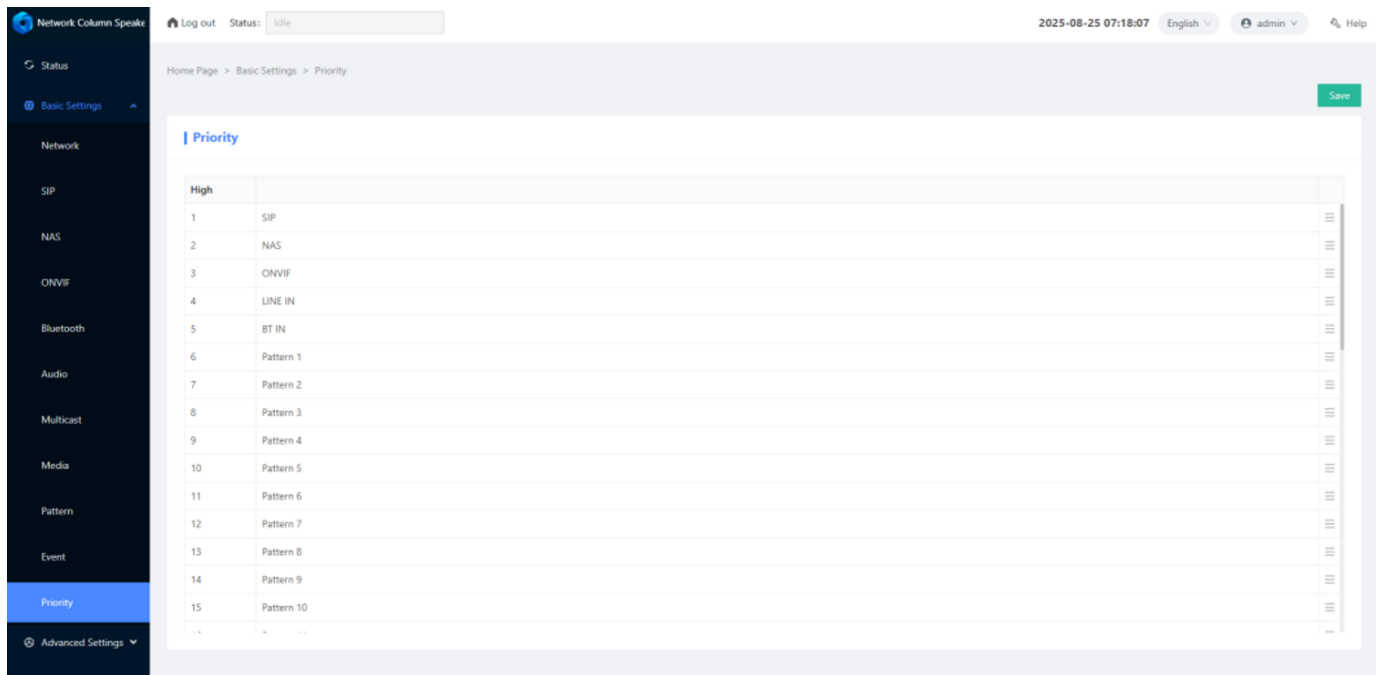 Network Column Speake
Log out Status: Idle
2025-08-25 07:18:07 English admin Help
Status
Basic Settings
Network
SIP
NAS
ONVIF
Bluetooth
Audio
Multicast
Media
Pattern
Event
Priority
Advanced Settings
Home Page > Basic Settings > Priority
Save
Priority
High
1 SIP
2 NAS
3 ONVIF
4 LINE IN
5 BT IN
6 Pattern 1
7 Pattern 2
8 Pattern 3
9 Pattern 4
10 Pattern 5
11 Pattern 6
12 Pattern 7
13 Pattern 8
14 Pattern 9
15 Pattern 10